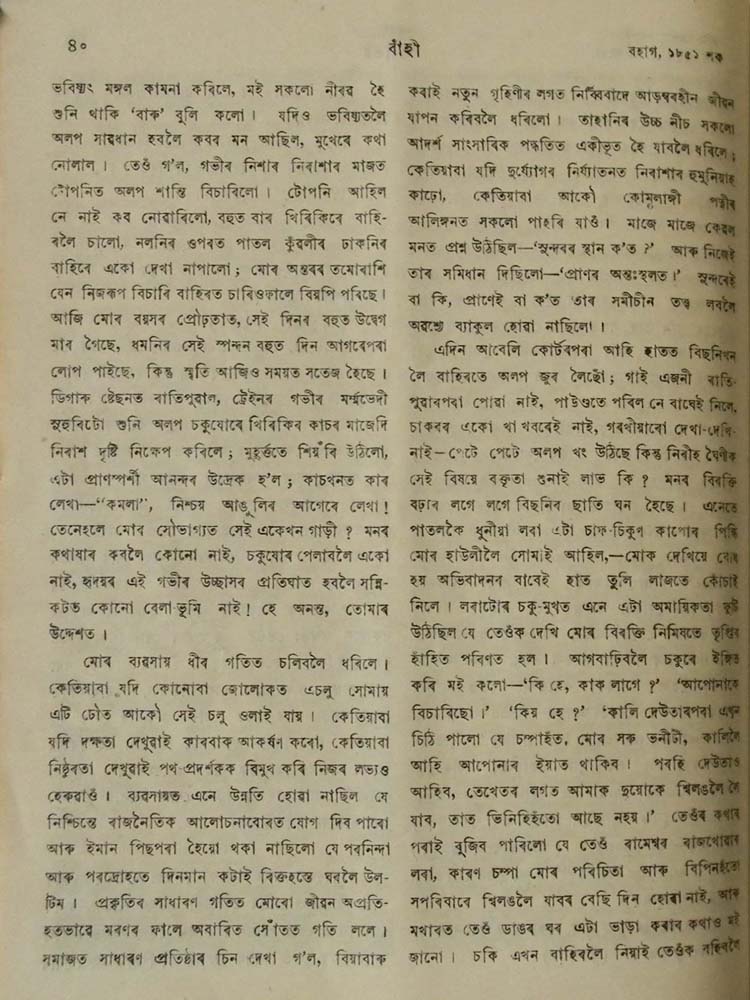 ৪০
বাঁহী
বহাগ, ১৮৫১ শক
ভবিষ্যৎ মঙ্গল কামনা কৰিলে, মই সকলো নীৰৱ হৈ
শুনি থাকি ‘বাৰু’ বুলি কলো। যদিও ভবিষ্যতলৈ
অলপ সাৱধান হবলৈ কবৰ মন আছিল, মুখেৰে কথা
নোলাল। তেওঁ গ’ল, গভীৰ নিশাৰ নিৰাশাৰ মাজত
টোপনিত অলপ শান্তি বিচাৰিলো। টোপনি আহিল
নে নাই কব নোৱাৰিলো, বহুত বাৰ খিৰিকিৰে বাহি-
ৰলৈ চালো, নলনিৰ ওপৰত পাতল কুঁৱলীৰ ঢাকনিৰ
বাহিৰে একো দেখা নাপালো; মোৰ অন্তৰৰ তমোৰাশি
যেন নিজৰূপ বিচাৰি বাহিৰত চাৰিওফালে বিয়পি পৰিছে।
আজি মোৰ বয়সৰ প্ৰৌঢ়তাত, সেই দিনৰ বহুত উদ্বেগ
মাৰ গৈছে, ধমনিৰ সেই স্পন্দন বহুত দিন আগৰেপৰা
লোপ পাইছে, কিন্তু স্মৃতি আজিও সময়ত সতেজ হৈছে।
ডিগাৰু ষ্টেছনত ৰাতিপুৱাল, ট্ৰেইনৰ গভীৰ মৰ্ম্মভেদী
সুহুৰিটো শুনি অলপ চকুযোৰে খিৰিকিৰ কাচৰ মাজেদি
নিৰাশ দৃষ্টি নিক্ষেপ কৰিলে; মুহূৰ্ত্ততে শিয়ঁৰি উঠিলো,
এটা প্ৰাণস্পৰ্শী আনন্দৰ উদ্ৰেক হ’ল; কাচখনত কাৰ
লেখা—“কমলা”, নিশ্চয় আঙুলিৰ আগেৰে লেখা!
তেনেহলে মোৰ সৌভাগ্যত সেই একেখন গাড়ী? মনৰ
কথাষাৰ কবলৈ কোনো নাই, চকুযোৰ পেলাবলৈ একো
নাই, হৃদয়ৰ এই গভীৰ উচ্ছাসৰ প্ৰতিঘাত হবলৈ সন্নি-
কটত কোনো বেলা-ভূমি নাই! হে অনন্ত, তোমাৰ
উদ্দেশত।
মোৰ ব্যৱসায় ধীৰ গতিত চলিবলৈ ধৰিলে।
কেতিয়াবা যদি কোনোবা জোলোকত এচলু সোমায়
এটি ঢৌত আকৌ সেই চলু ওলাই যায়। কেতিয়াবা
যদি দক্ষতা দেখুৱাই কাৰবাক আকৰ্ষণ কৰো, কেতিয়াবা
নিষ্ঠুৰতা দেখুৱাই পথ-প্ৰদৰ্শকক বিমুখ কৰি নিজৰ লভ্যও
হেৰুৱাওঁ। ব্যৱসায়ত এনে উন্নতি হোৱা নাছিল যে
নিশ্চিন্তে ৰাজনৈতিক আলোচনাবোৰত যোগ দিব পাৰো
আৰু ইমান পিছপৰা হৈয়ো থকা নাছিলো যে পৰনিন্দা
আৰু পৰদ্ৰোহতে দিনমান কটাই ৰিক্তহস্তে ঘৰলৈ উল-
টিম। প্ৰকৃতিৰ সাধাৰণ গতিত মোৰো জীৱন অপ্ৰতি-
হতভাৱে মৰণৰ ফালে অবাৰিত সোঁতত গতি ললে।
সমাজত সাধাৰণ প্ৰতিষ্ঠাৰ চিন দেখা গ’ল, বিয়াবাৰু
কৰাই নতুন গৃহিণীৰ লগত নিৰ্ব্বিবাদে আড়ম্বৰহীন জীৱন
যাপন কৰিবলৈ ধৰিলো। তাহানিৰ উচ্চ নীচ সকলো
আদৰ্শ সাংসাৰিক পদ্ধতিত একীভূত হৈ যাবলৈ ধৰিলে;
কেতিয়াবা যদি দুৰ্য্যোগৰ নিৰ্য্যাতনত নিৰাশাৰ হুমুনিয়াহ
কাঢ়ো, কেতিয়াবা আকৌ কোমলাঙ্গী পত্নীৰ
আলিঙ্গনত সকলো পাহৰি যাওঁ। মাজে মাজে কেৱল
মনত প্ৰশ্ন উঠিছিল—‘সুন্দৰৰ স্থান ক’ত?’ আৰু নিজেই
তাৰ সমিধান দিছিলো—‘প্ৰাণৰ অন্তঃস্থলত।’ সুন্দৰেই
বা কি, প্ৰাণেই বা ক’ত তাৰ সমীচীন তত্ত্ব লবলৈ
অৱশ্যে ব্যাকুল হোৱা নাছিলো।
এদিন আবেলি কোৰ্টৰপৰা আহি হাতত বিছনিখন
লৈ বাহিৰতে অলপ জুৰ লৈছোঁ; গাই এজনী ৰাতি-
পুৱাৰপৰা পোৱা নাই, পাউণ্ডতে পৰিল নে বাঘেই নিলে,
চাকৰৰ একো খা খবৰেই নাই, গৰখীয়াৰো দেখা-দেখি-
নাই—পেটে পেটে অলপ খং উঠিছে কিন্তু নিৰীহ ঘৈণীক
সেই বিষয়ে বক্তৃতা শুনাই লাভ কি? মনৰ বিৰক্তি
বঢ়াৰ লগে লগে বিছনিৰ ছাতি ঘন হৈছে। এনেতে
পাতলকৈ ধুনীয়া লৰা এটা চাফ-চিকুণ কাপোৰ পিন্ধি
মোৰ হাউলীলৈ সোমাই আহিল,—মোক দেখিয়ে বোধ
হয় অভিবাদনৰ বাবেই হাত তুলি লাজতে কোঁচাই
নিলে। লৰাটোৰ চকু-মুখত এনে এটা অমায়িকতা ফুটি
উঠিছিল যে তেওঁক দেখি মোৰ বিৰক্তি নিমিষতে তৃপ্তিৰ
হাঁহিত পৰিণত হল। আগবাঢ়িবলৈ চকুৰে ইঙ্গিত
কৰি মই কলো—‘কি হে, কাক লাগে?’ ‘আপোনাকে
বিচাৰিছো।’ ‘কিয় হে?’ ‘কালি দেউতাৰপৰা এখন
চিঠি পালো যে চম্পাইত, মোৰ সৰু ভনীটী, কালিলৈ
আহি আপোনাৰ ইয়াত থাকিব। পৰহি দেউতাও
আহিব, তেখেতৰ লগত আমাক দুয়োকে শ্বিলঙলৈ লৈ
যাব, তাত ভিনিহিহঁতো আছে নহয়।’ তেওঁৰ কথাৰ
পৰাই বুজিব পাৰিলো যে তেওঁ ৰামেশ্বৰ ৰাজখোৱাৰ
লৰা, কাৰণ চম্পা মোৰ পৰিচিতা আৰু বিপিনহঁতো
সপৰিবাৰে শ্বিলঙলৈ যাবৰ বেছি দিন হোৱা নাই, আৰু
মখাৰত তেওঁ ডাঙৰ ঘৰ এটা ভাড়া কৰাৰ কথাও মই
জানো। চকি এখন বাহিৰলৈ নিয়াই তেওঁক বহিবলৈ